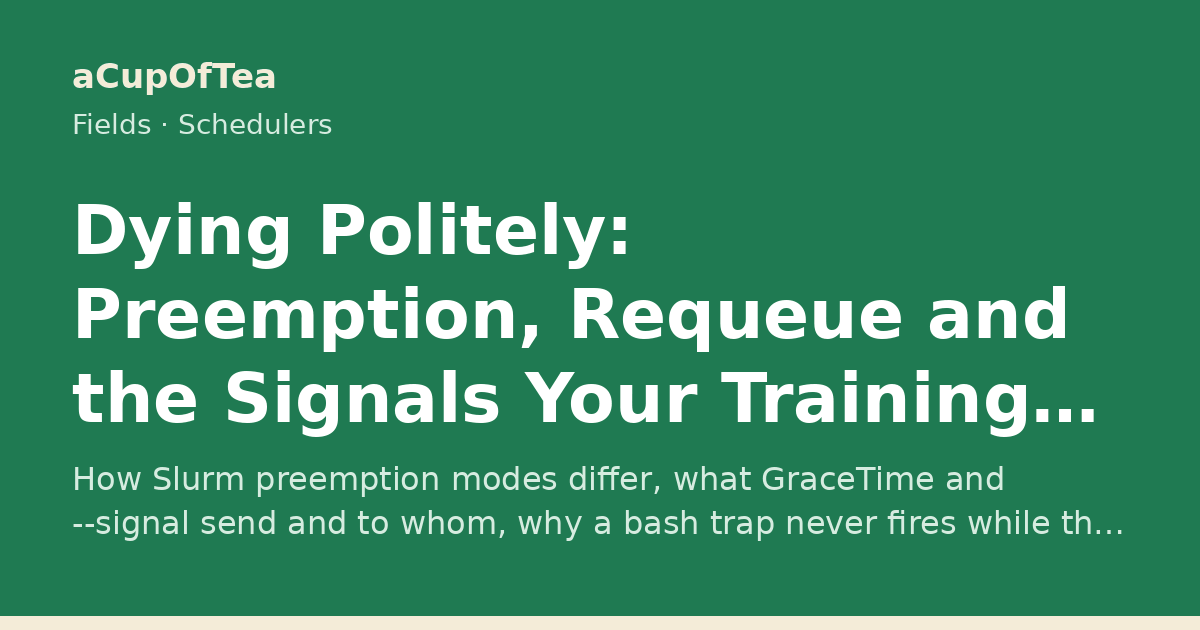 aCupOfTea
Fields · Schedulers
Dying Politely:
Preemption, Requeue and
the Signals Your Training…
How Slurm preemption modes differ, what GraceTime and
--signal send and to whom, why a bash trap never fires while th…